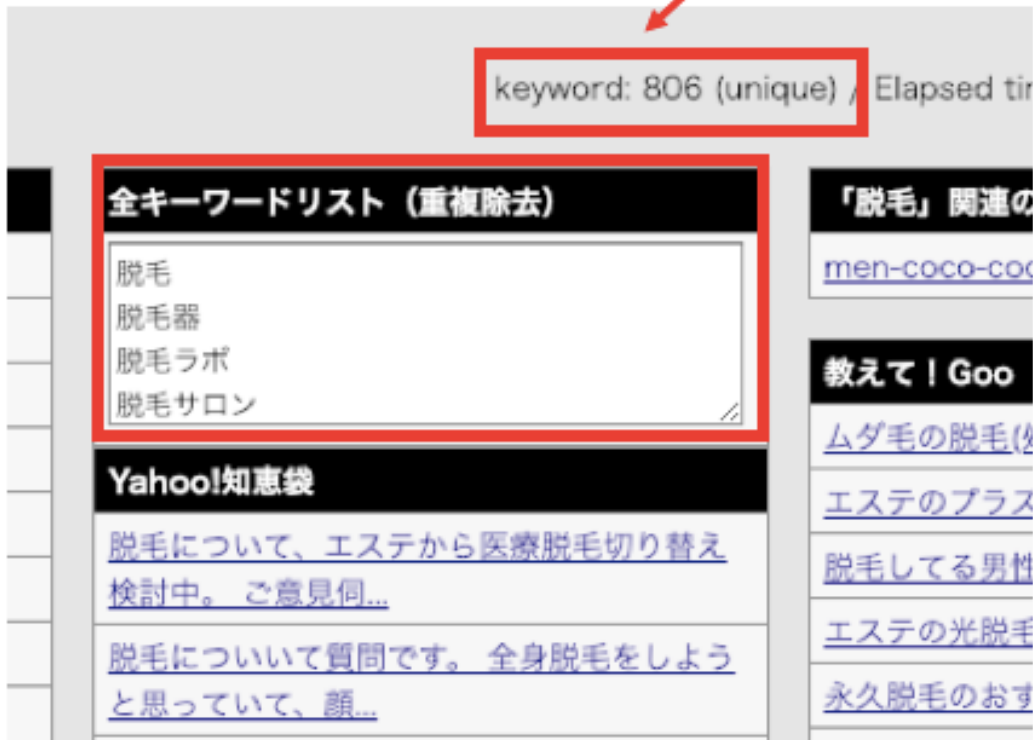 keyword: 806 (unique) / Elapsed
全キーワードリスト（重複除去）
脱毛
脱毛器
脱毛ラボ
脱毛サロン
Yahoo!知恵袋
脱毛について、エステから医療脱毛切り替え
検討中。 ご意見伺...
脱毛についいて質問です。 全身脱毛をしよう
と思っていて、顔...
「脱毛」関連の
men-coco-coc
教えて！Goo
ムダ毛の脱毛(
エステのプラス
脱毛してる男性
エステの光脱毛
永久脱毛のおす